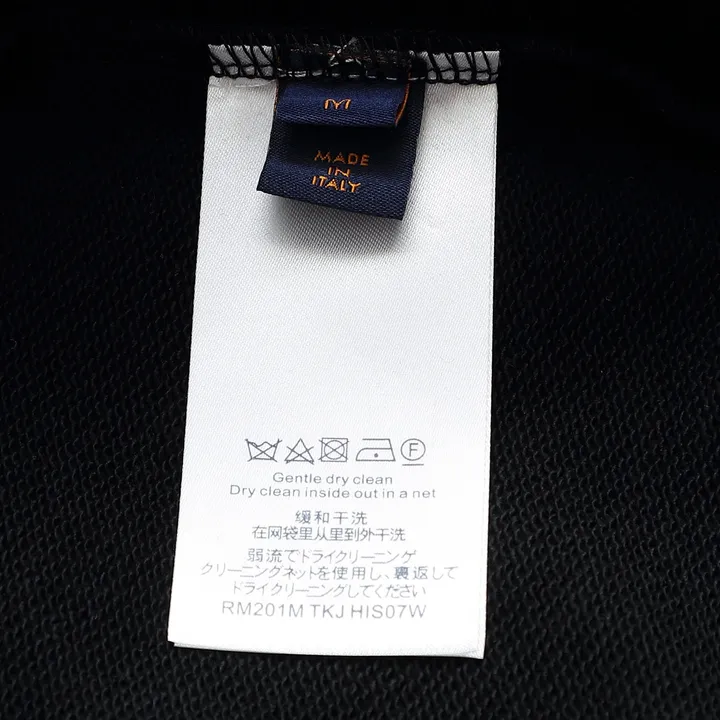 M
MADE
IN
ITALY
F
Gentle dry clean
Dry clean inside out in a net
缓和干洗
在网袋里从里到外干洗
弱流でドライクリーニング
クリーニングネットを使用し、裏返して
ドライクリーニングしてください
RM201M TKJ HIS07W